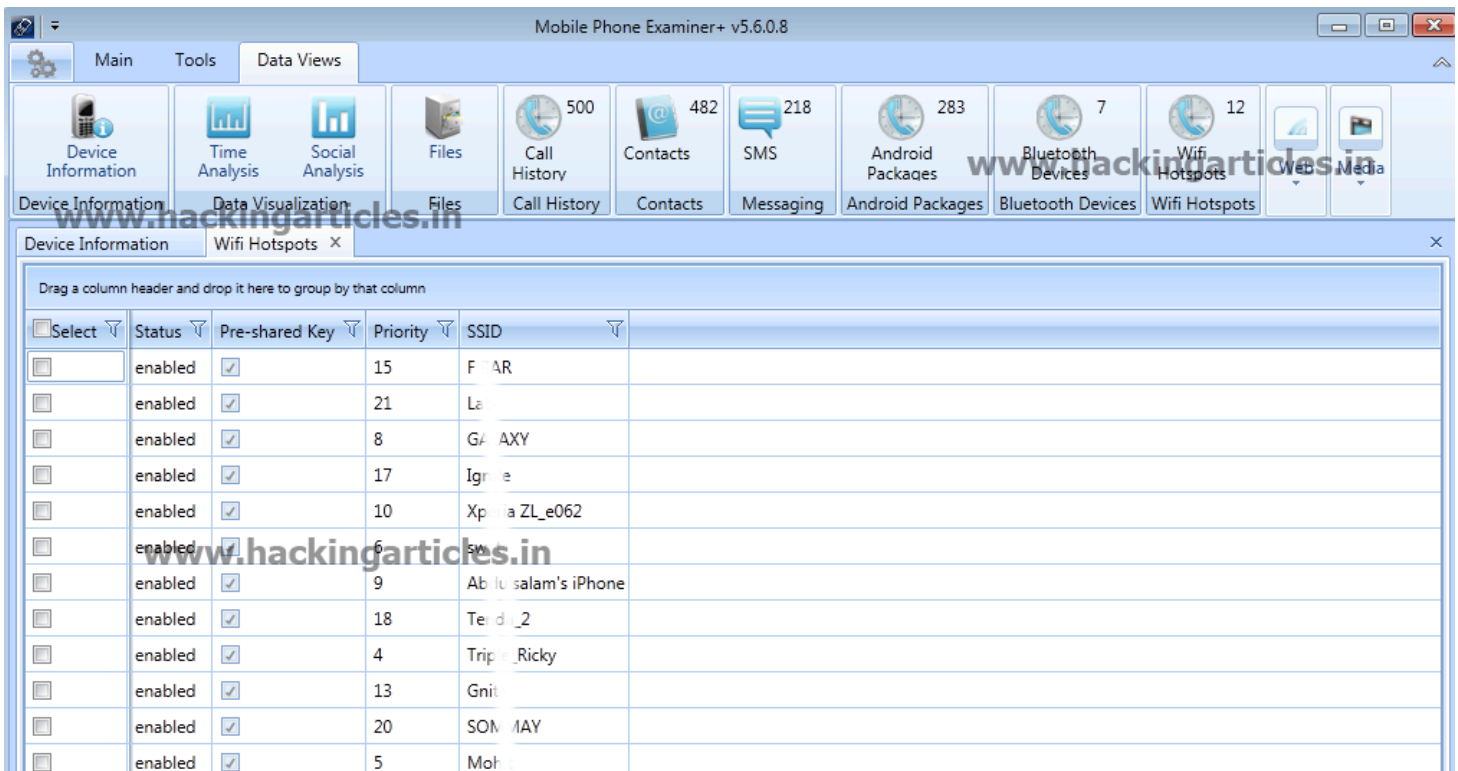 Mobile Phone Examiner+ v5.6.0.8
Main Tools Data Views
500 482 218 283 7 12
Device Information Time Analysis Social Analysis Files Call History Contacts SMS Android Packages Bluetooth Devices Wifi Hotspots Web Media
www.hackingarticles.in
Device Information Data Visualization Files Call History Contacts Messaging Android Packages Bluetooth Devices Wifi Hotspots
www.hackingarticles.in
Device Information Wifi Hotspots
Drag a column header and drop it here to group by that column
Select Status Pre-shared Key Priority SSID
enabled 15
enabled 21
enabled 8
enabled 17
enabled 10 ZL_e062
enabled 6
www.hackingarticles.in
enabled 9 iPhone
enabled 18
enabled 4 Ricky
enabled 13
enabled 20
enabled 5